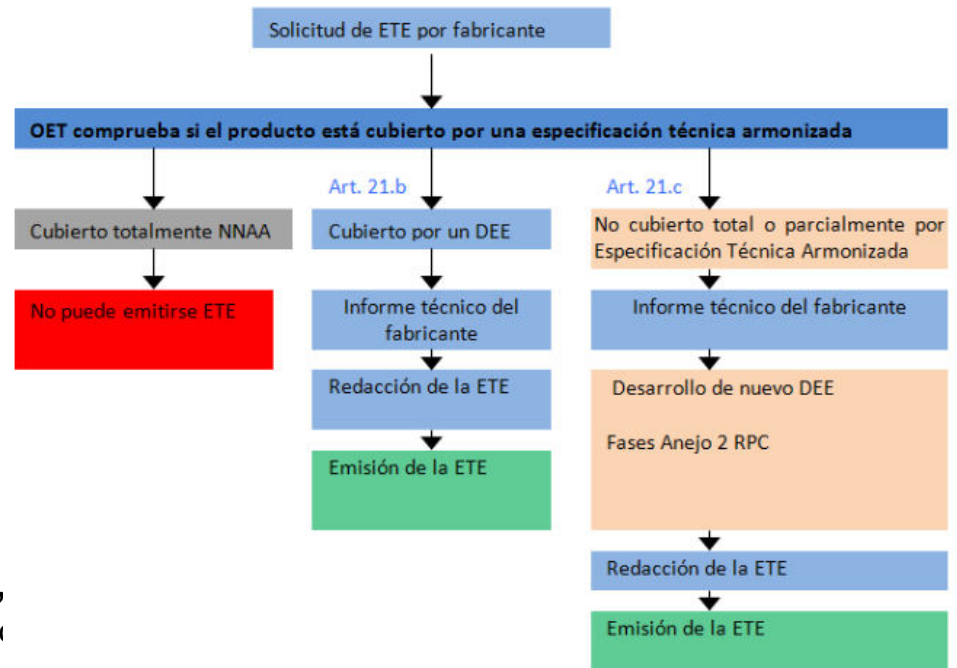 Solicitud de ETE por fabricante
OET comprueba si el producto está cubierto por una especificación técnica armonizada
Cubierto totalmente NNAA
No puede emitirse ETE
Art. 21.b
Cubierto por un DEE
Informe técnico del
fabricante
Redacción de la ETE
Emisión de la ETE
Art. 21.c
No cubierto total o parcialmente por
Especificación Técnica Armonizada
Informe técnico del fabricante
Desarrollo de nuevo DEE
Fases Anejo 2 RPC
Redacción de la ETE
Emisión de la ETE